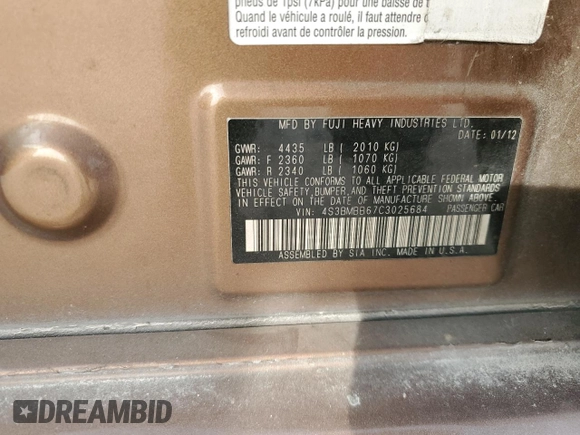 pneus de 1psi (7kPa) pour une baisse de
Quand le véhicule a roulé, il faut attendre
refroidi avant de contrôler la pression.
MFD BY FUJI HEAVY INDUSTRIES LTD.
DATE: 01/12
GVWR: 4435 LB ( 2010 KG)
GAWR: F 2360 LB ( 1070 KG)
GAWR: R 2340 LB ( 1060 KG)
THIS VEHICLE CONFORMS TO ALL APPLICABLE FEDERAL MOTOR
VEHICLE SAFETY, BUMPER, AND THEFT PREVENTION STANDARDS
IN EFFECT ON THE DATE OF MANUFACTURE SHOWN ABOVE.
VIN: 4S3BMBB67C3025684 PASSENGER CAR
ASSEMBLED BY SIA INC. MADE IN U.S.A.
DREAMBID